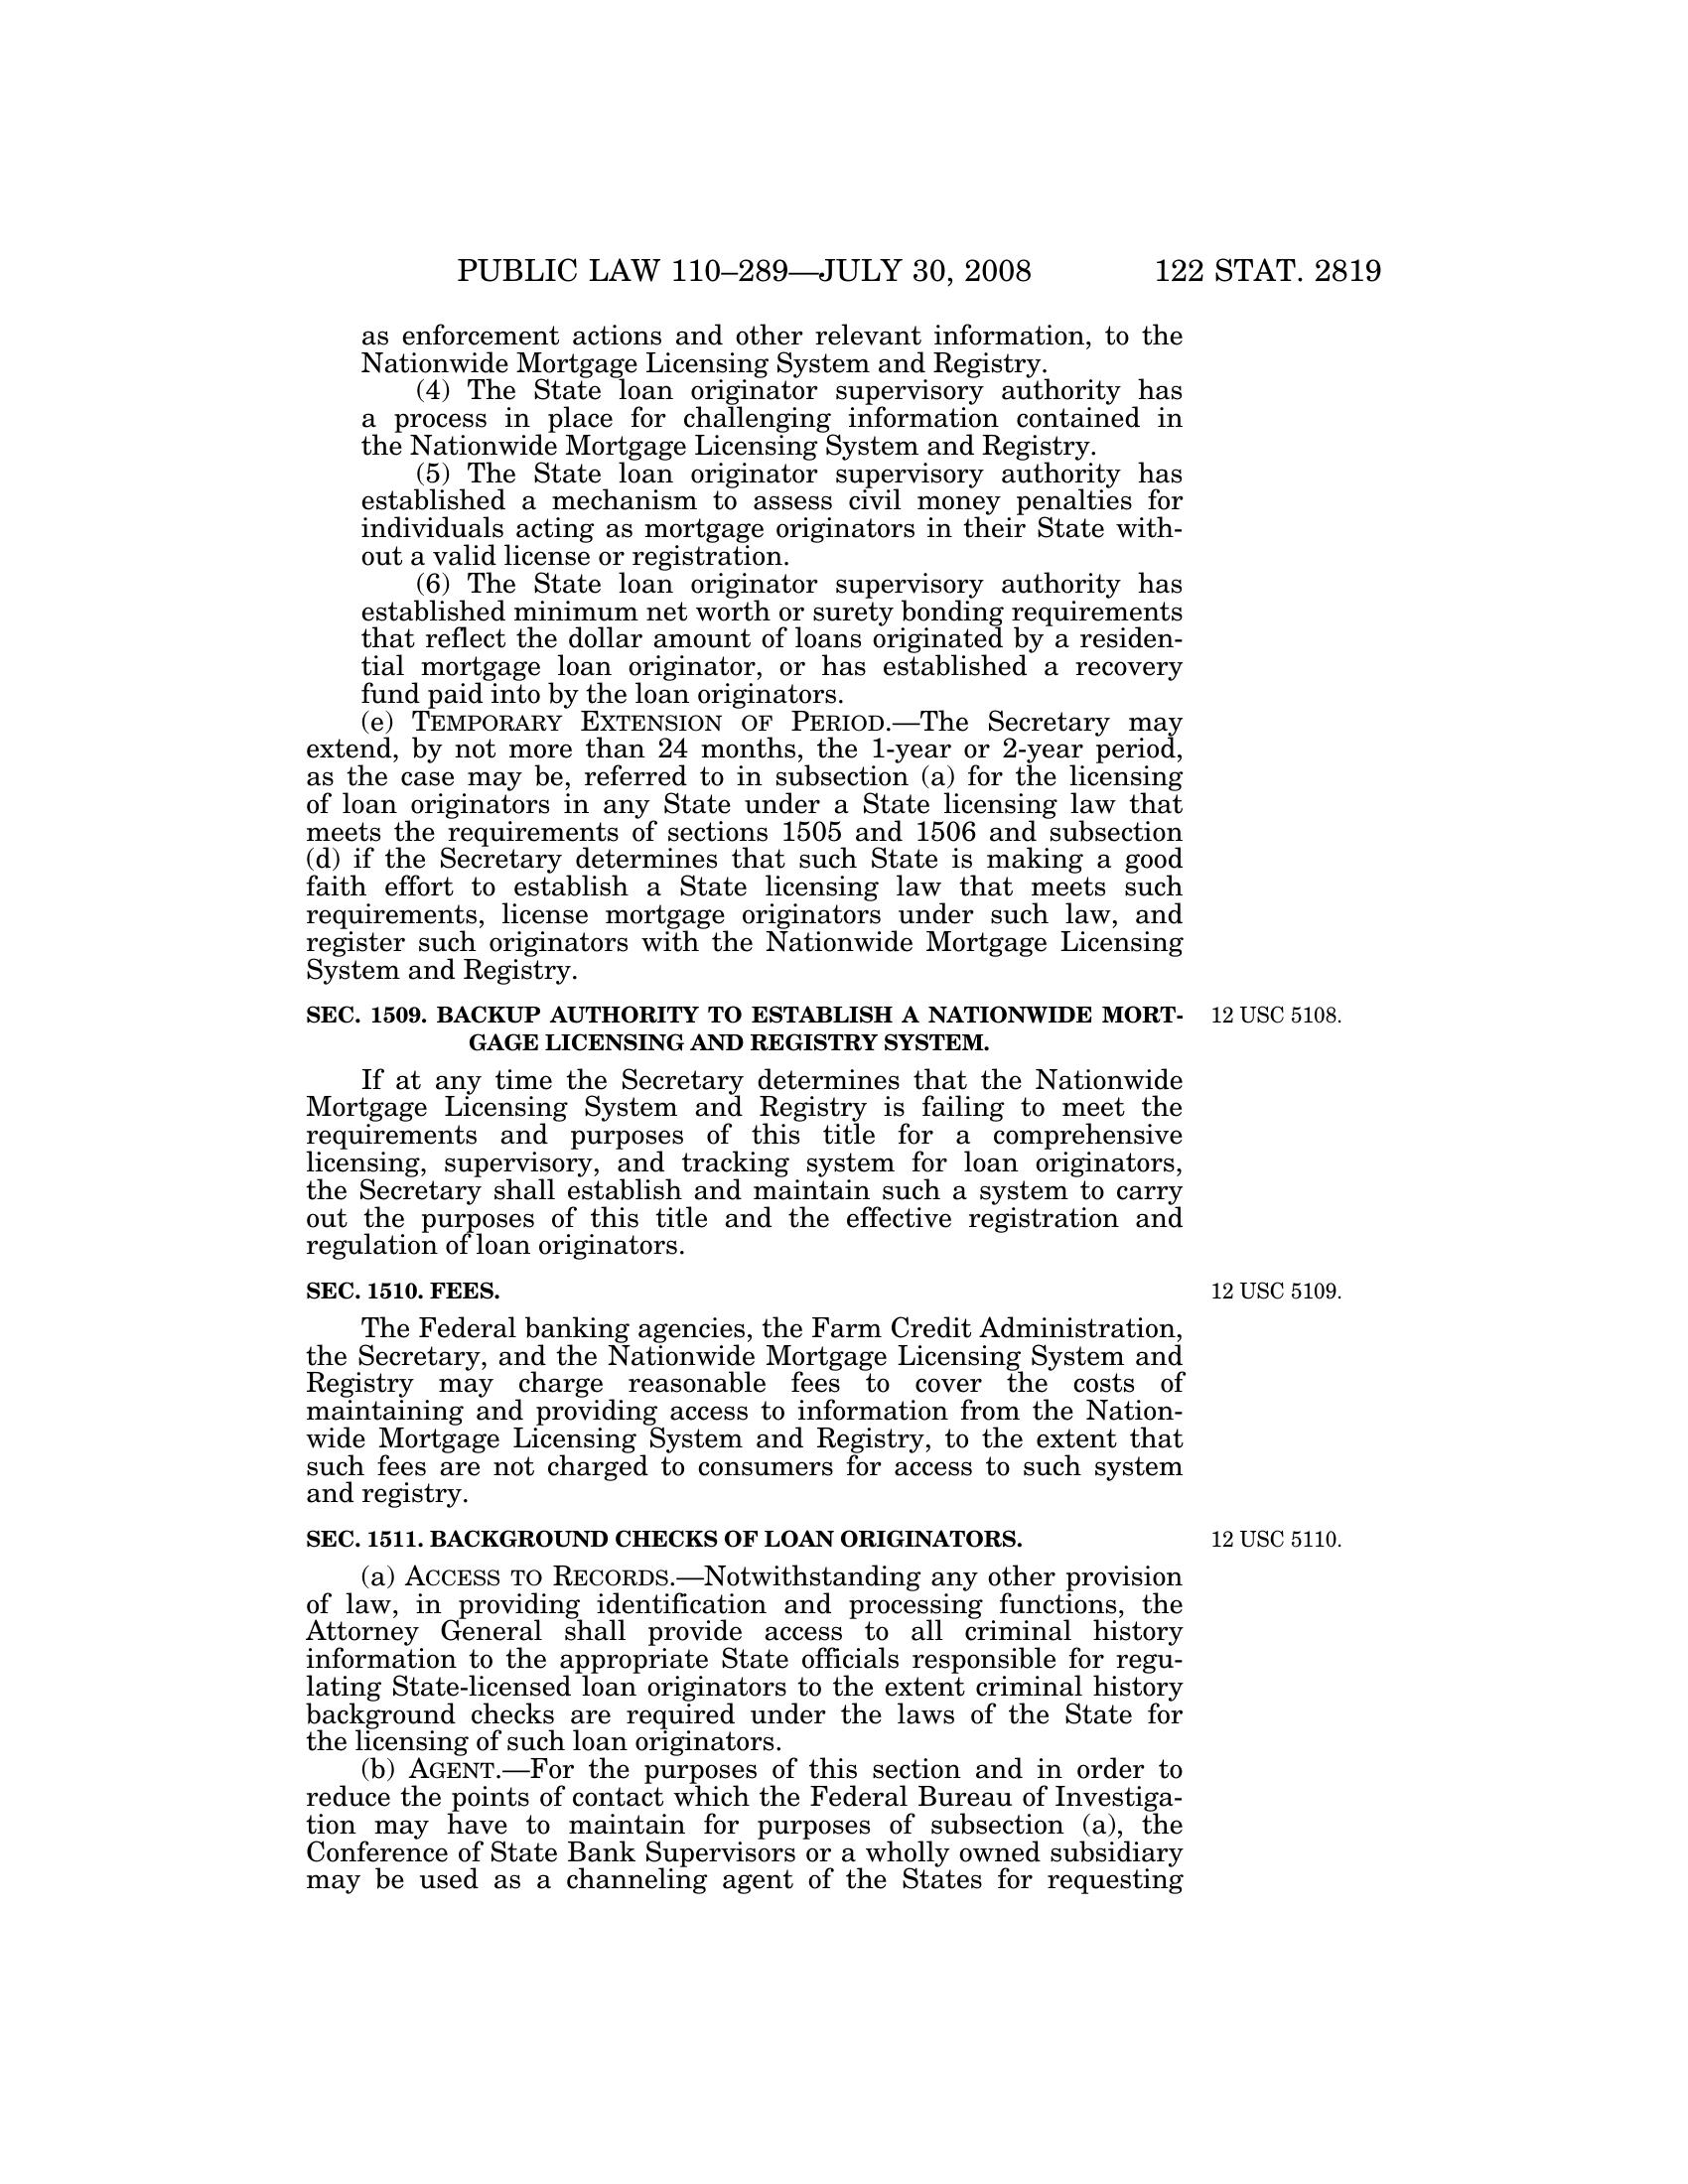 PUBLIC LAW 110–289—JULY 30, 2008 122 STAT. 2819
as enforcement actions and other relevant information, to the
Nationwide Mortgage Licensing System and Registry.
(4) The State loan originator supervisory authority has
a process in place for challenging information contained in
the Nationwide Mortgage Licensing System and Registry.
(5) The State loan originator supervisory authority has
established a mechanism to assess civil money penalties for
individuals acting as mortgage originators in their State with-
out a valid license or registration.
(6) The State loan originator supervisory authority has
established minimum net worth or surety bonding requirements
that reflect the dollar amount of loans originated by a residen-
tial mortgage loan originator, or has established a recovery
fund paid into by the loan originators.
(e) TEMPORARY EXTENSION OF PERIOD.—The Secretary may
extend, by not more than 24 months, the 1-year or 2-year period,
as the case may be, referred to in subsection (a) for the licensing
of loan originators in any State under a State licensing law that
meets the requirements of sections 1505 and 1506 and subsection
(d) if the Secretary determines that such State is making a good
faith effort to establish a State licensing law that meets such
requirements, license mortgage originators under such law, and
register such originators with the Nationwide Mortgage Licensing
System and Registry.
SEC. 1509. BACKUP AUTHORITY TO ESTABLISH A NATIONWIDE MORT- 12 USC 5108.
GAGE LICENSING AND REGISTRY SYSTEM.
If at any time the Secretary determines that the Nationwide
Mortgage Licensing System and Registry is failing to meet the
requirements and purposes of this title for a comprehensive
licensing, supervisory, and tracking system for loan originators,
the Secretary shall establish and maintain such a system to carry
out the purposes of this title and the effective registration and
regulation of loan originators.
SEC. 1510. FEES. 12 USC 5109.
The Federal banking agencies, the Farm Credit Administration,
the Secretary, and the Nationwide Mortgage Licensing System and
Registry may charge reasonable fees to cover the costs of
maintaining and providing access to information from the Nation-
wide Mortgage Licensing System and Registry, to the extent that
such fees are not charged to consumers for access to such system
and registry.
SEC. 1511. BACKGROUND CHECKS OF LOAN ORIGINATORS. 12 USC 5110.
(a) ACCESS TO RECORDS.—Notwithstanding any other provision
of law, in providing identification and processing functions, the
Attorney General shall provide access to all criminal history
information to the appropriate State officials responsible for regu-
lating State-licensed loan originators to the extent criminal history
background checks are required under the laws of the State for
the licensing of such loan originators.
(b) AGENT.—For the purposes of this section and in order to
reduce the points of contact which the Federal Bureau of Investiga-
tion may have to maintain for purposes of subsection (a), the
Conference of State Bank Supervisors or a wholly owned subsidiary
may be used as a channeling agent of the States for requesting